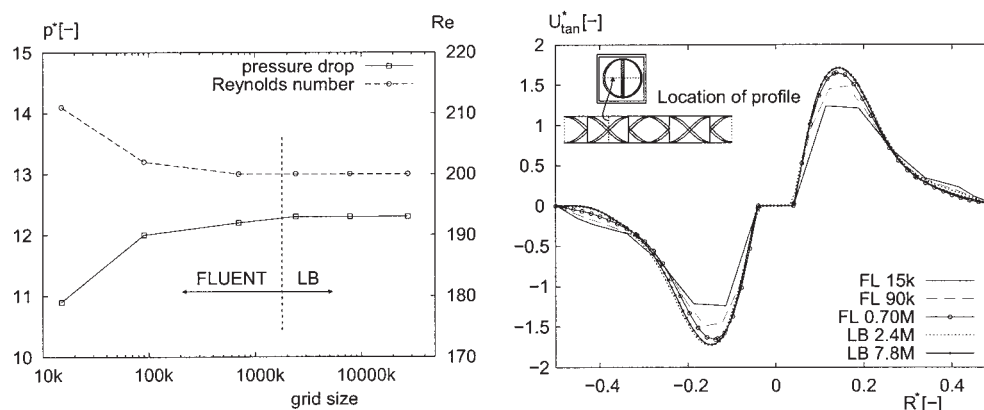 p*[−]
Re
15
14
13
12
11
10
220
210
200
190
180
170
pressure drop
Reynolds number
FLUENT
LB
10k
100k
1000k
10000k
grid size
U*tan[−]
2
1.5
1
0.5
0
−0.5
−1
−1.5
−2
Location of profile
FL 15k
FL 90k
FL 0.70M
LB 2.4M
LB 7.8M
−0.4
−0.2
0
0.2
0.4
R*[−]